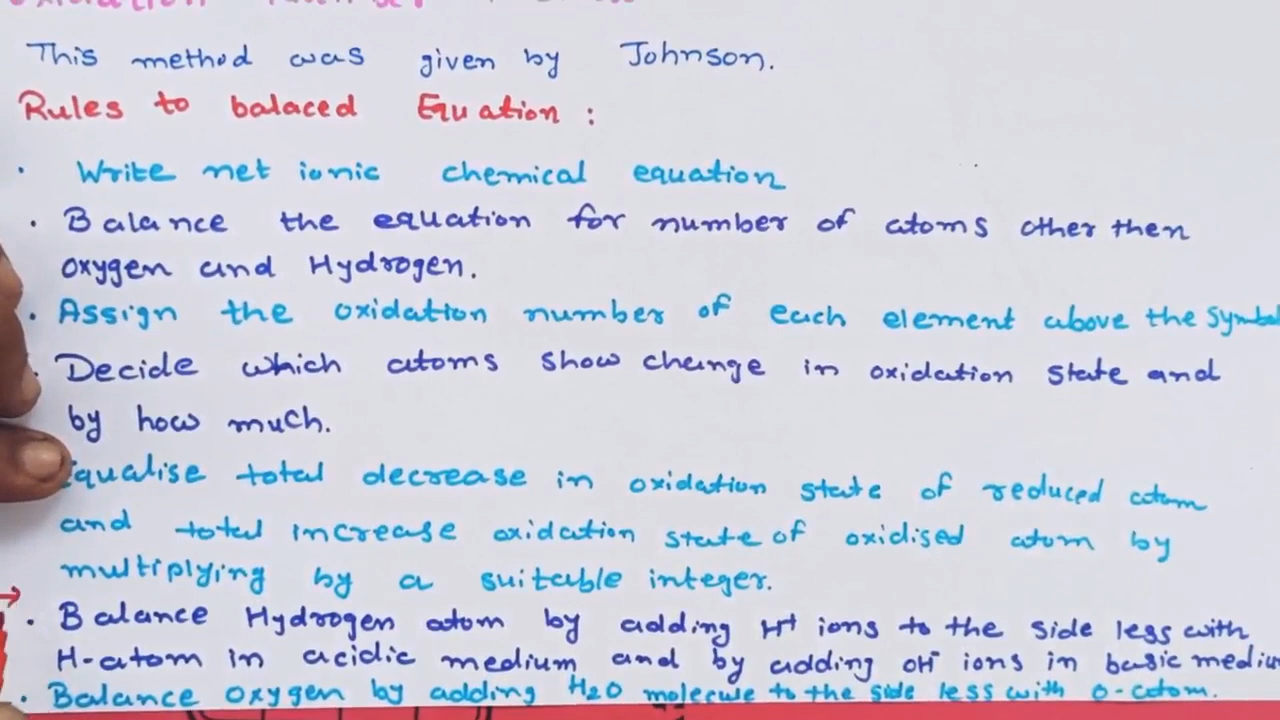 This method was given by Johnson.
Rules to balaced Equation :
· Write net ionic chemical equation
· Balance the equation for number of atoms other then
oxygen and Hydrogen.
· Assign the oxidation number of each element above the symbol
· Decide which atoms show change in oxidation state and
by how much.
Equalise total decrease in oxidation state of reduced atom
and total increase oxidation state of oxidised atom by
multiplying by a suitable integer.
· Balance Hydrogen atom by adding H⁺ ions to the side less with
H-atom in acidic medium and by adding OH⁻ ions in basic medium
· Balance oxygen by adding H₂O molecule to the side less with O-atom.